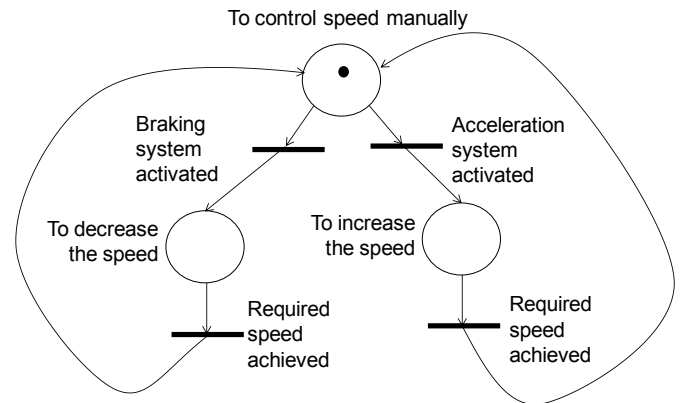 To control speed manually
Braking
system
activated
Acceleration
system
activated
To decrease
the speed
To increase
the speed
Required
speed
achieved
Required
speed
achieved